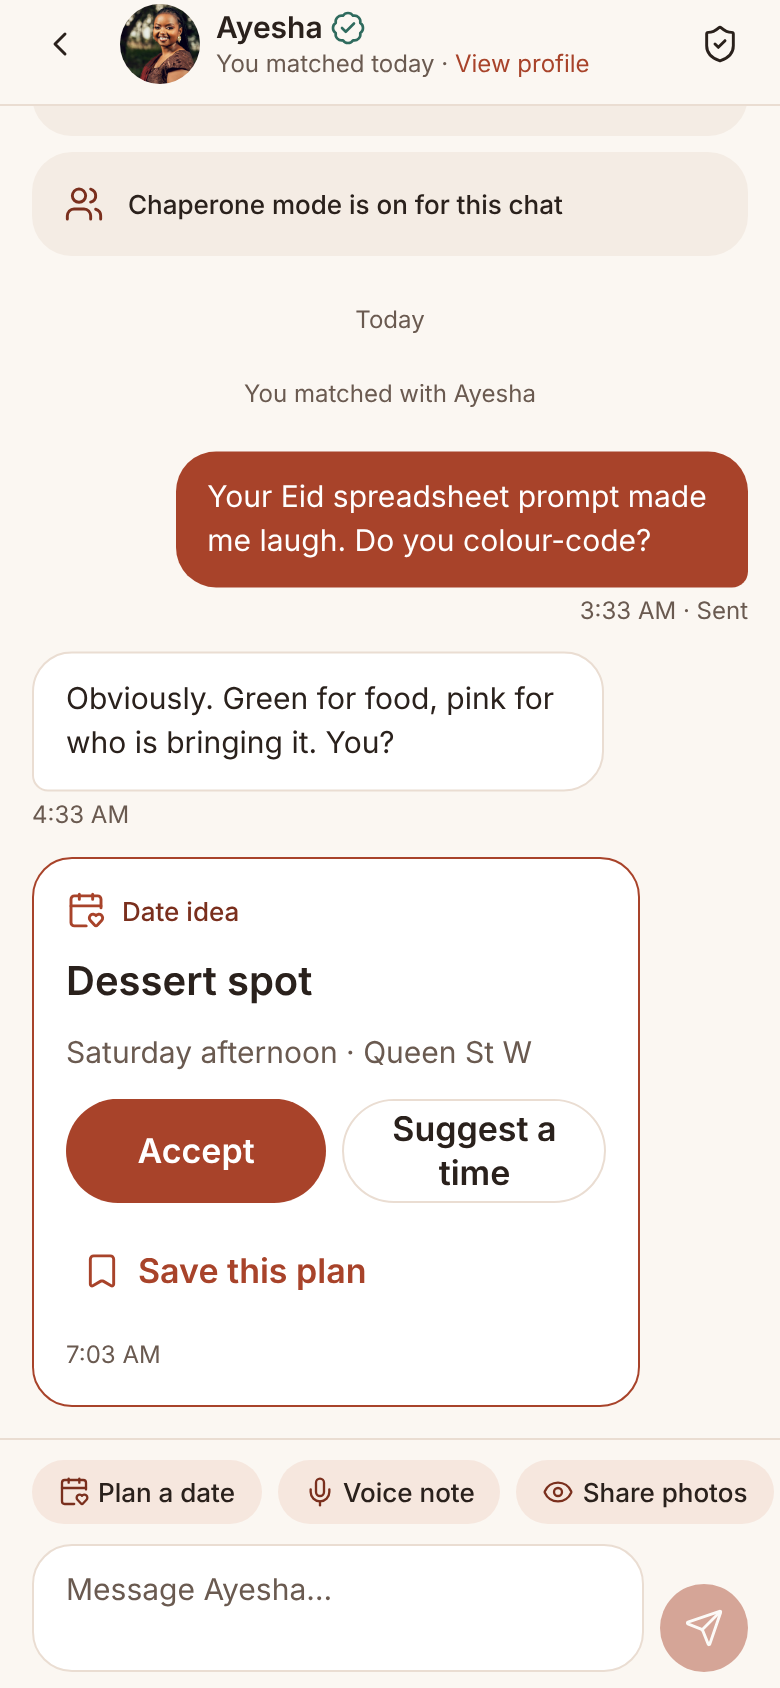 Ayesha
You matched today · View profile
Chaperone mode is on for this chat
Today
You matched with Ayesha
Your Eid spreadsheet prompt made
me laugh. Do you colour-code?
3:33 AM · Sent
Obviously. Green for food, pink for
who is bringing it. You?
4:33 AM
Date idea
Dessert spot
Saturday afternoon · Queen St W
Accept
Suggest a
time
Save this plan
7:03 AM
Plan a date
Voice note
Share photos
Message Ayesha...